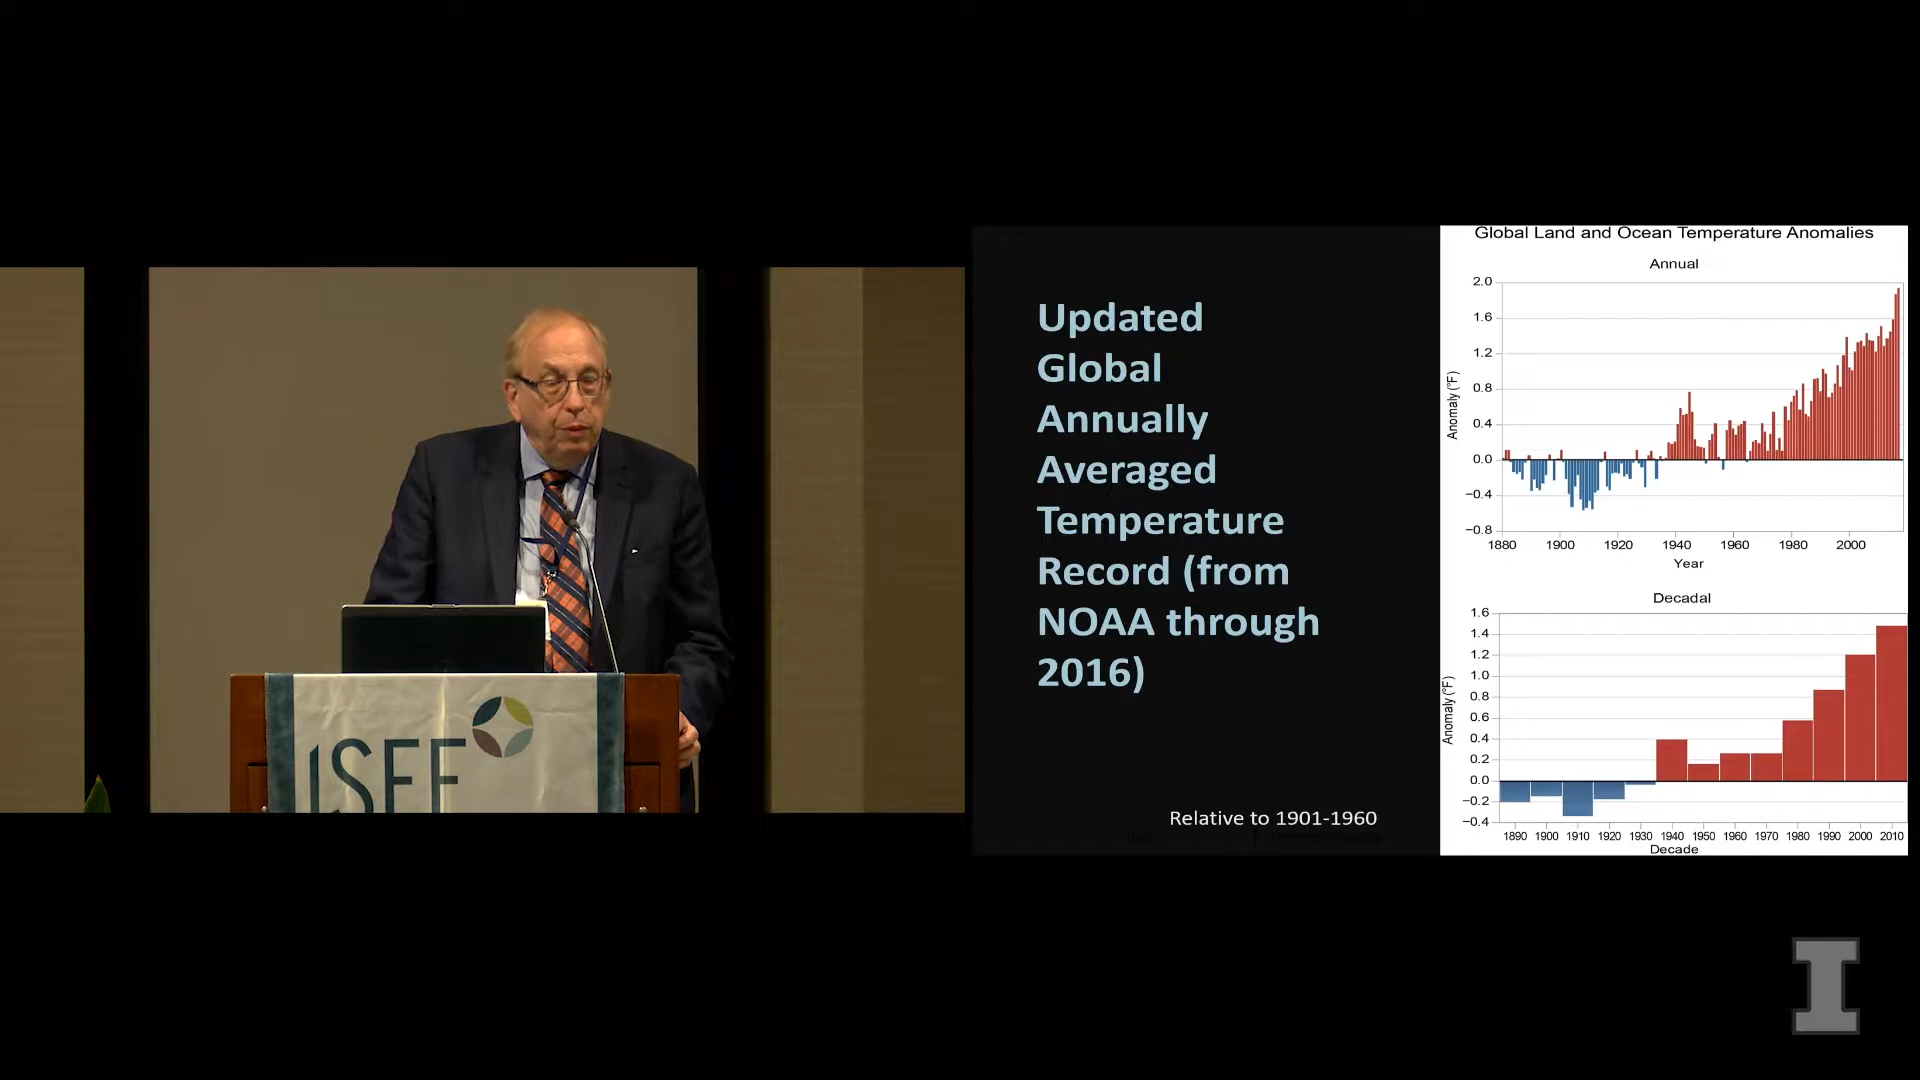 iSEE
Updated
Global
Annually
Averaged
Temperature
Record (from
NOAA through
2016)
Relative to 1901-1960
Global Land and Ocean Temperature Anomalies
Annual
Anomaly (°F)
2.0
1.6
1.2
0.8
0.4
0.0
−0.4
−0.8
1880 1900 1920 1940 1960 1980 2000
Year
Decadal
Anomaly (°F)
1.6
1.4
1.2
1.0
0.8
0.6
0.4
0.2
0.0
−0.2
−0.4
1890 1900 1910 1920 1930 1940 1950 1960 1970 1980 1990 2000 2010
Decade
I